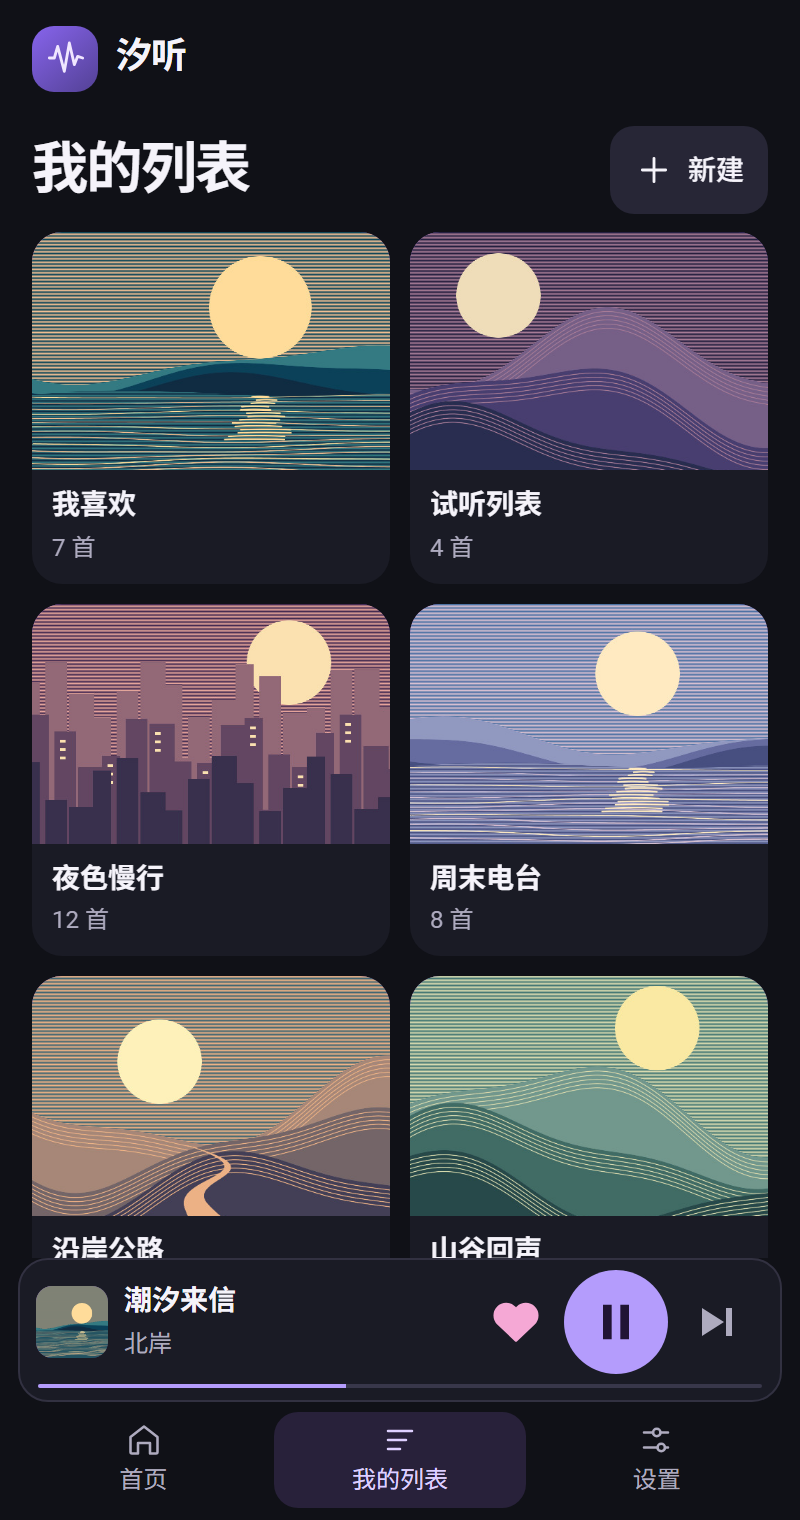 汐听
我的列表
新建
我喜欢
7 首
试听列表
4 首
夜色慢行
12 首
周末电台
8 首
沿岸公路
山谷回声
潮汐来信
北岸
首页
我的列表
设置